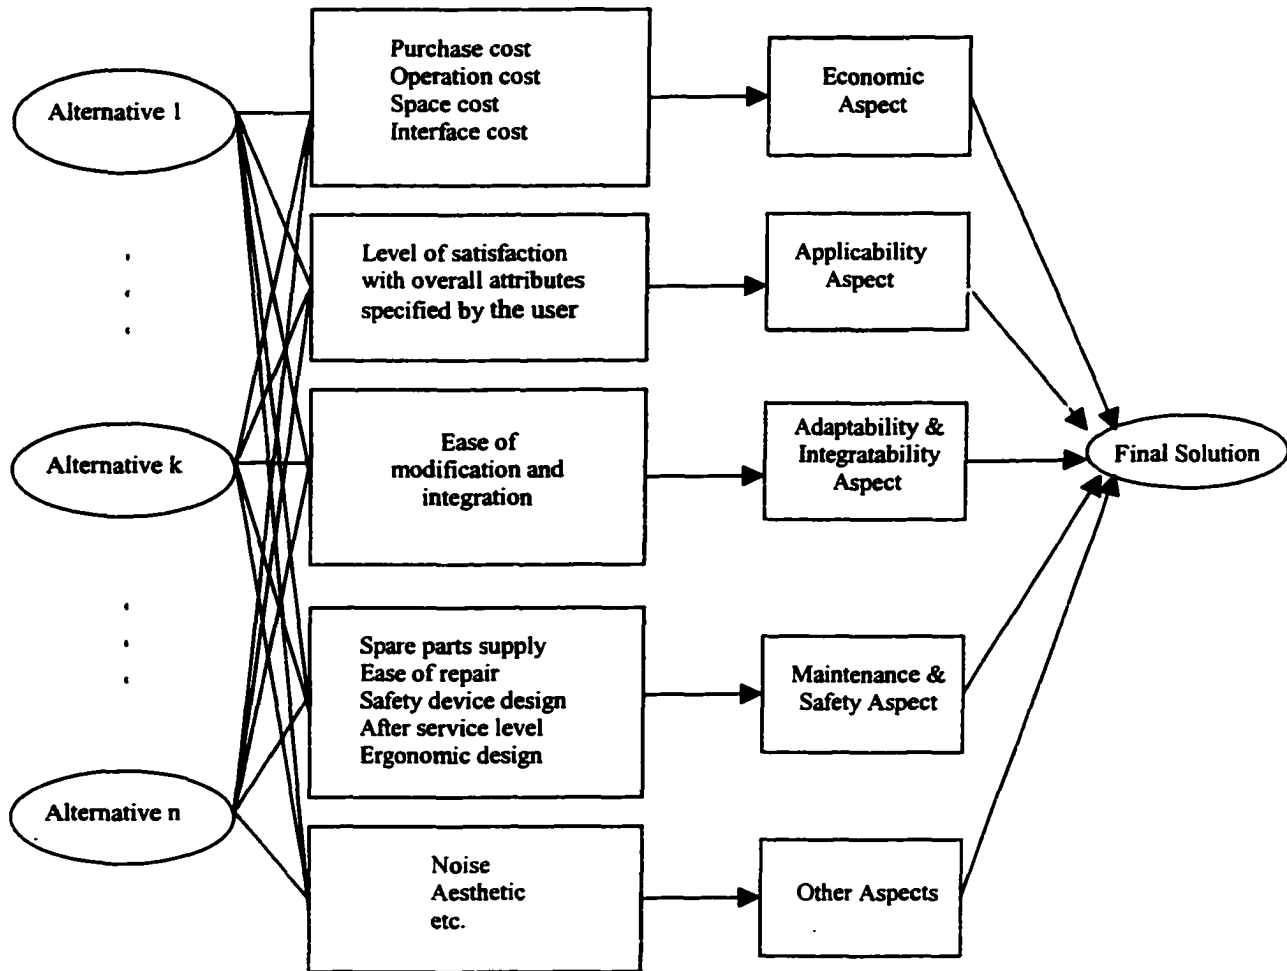 Alternative 1
Alternative k
Alternative n
Purchase cost
Operation cost
Space cost
Interface cost
Level of satisfaction
with overall attributes
specified by the user
Ease of
modification and
integration
Spare parts supply
Ease of repair
Safety device design
After service level
Ergonomic design
Noise
Aesthetic
etc.
Economic
Aspect
Applicability
Aspect
Adaptability &
Integratability
Aspect
Maintenance &
Safety Aspect
Other Aspects
Final Solution